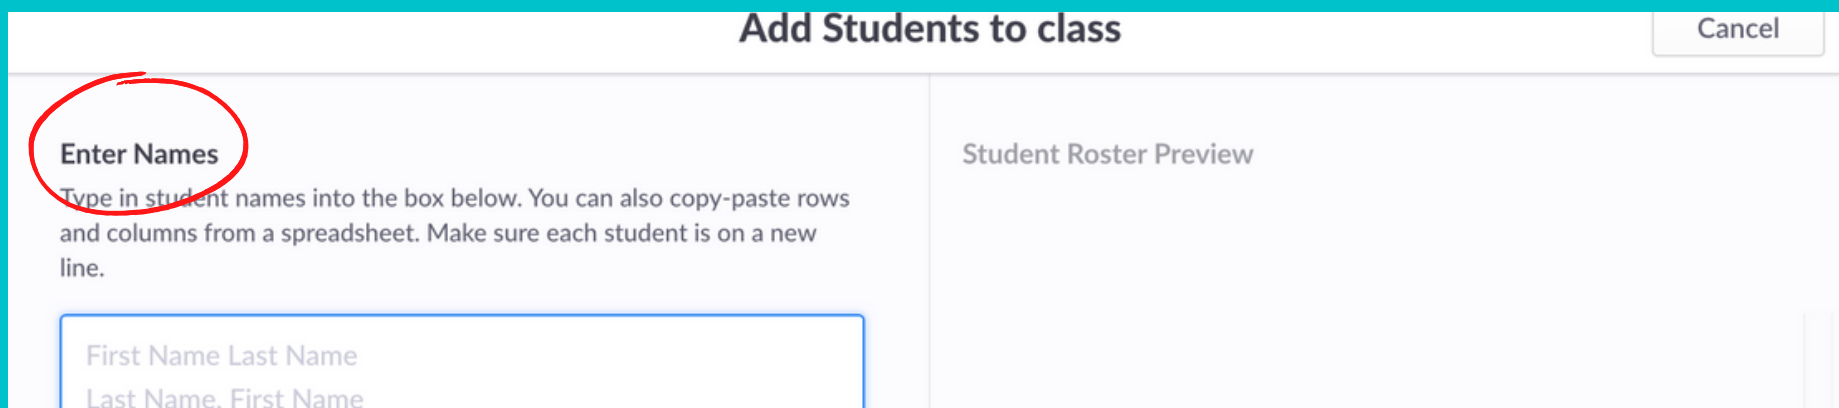 Add Students to class
Cancel
Enter Names
Type in student names into the box below. You can also copy-paste rows
and columns from a spreadsheet. Make sure each student is on a new
line.
First Name Last Name
Last Name, First Name
Student Roster Preview